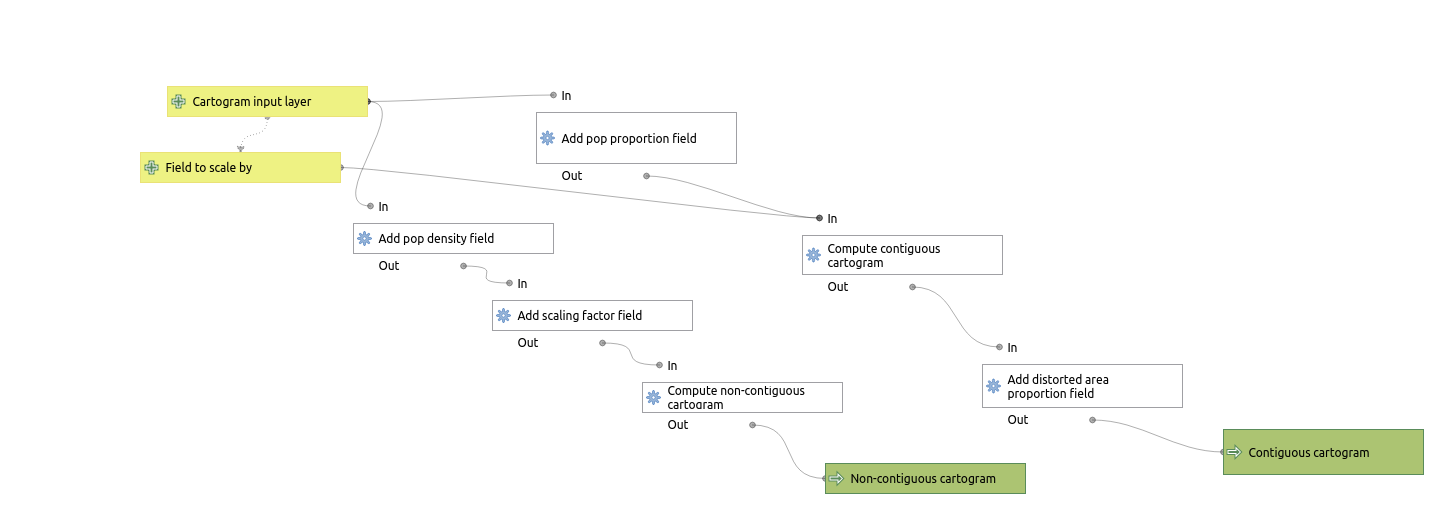 Cartogram input layer
In
Add pop proportion field
Out
Field to scale by
In
Add pop density field
Out
In
Add scaling factor field
Out
In
Compute non-contiguous
cartogram
Out
Non-contiguous cartogram
In
Compute contiguous
cartogram
Out
In
Add distorted area
proportion field
Out
Contiguous cartogram